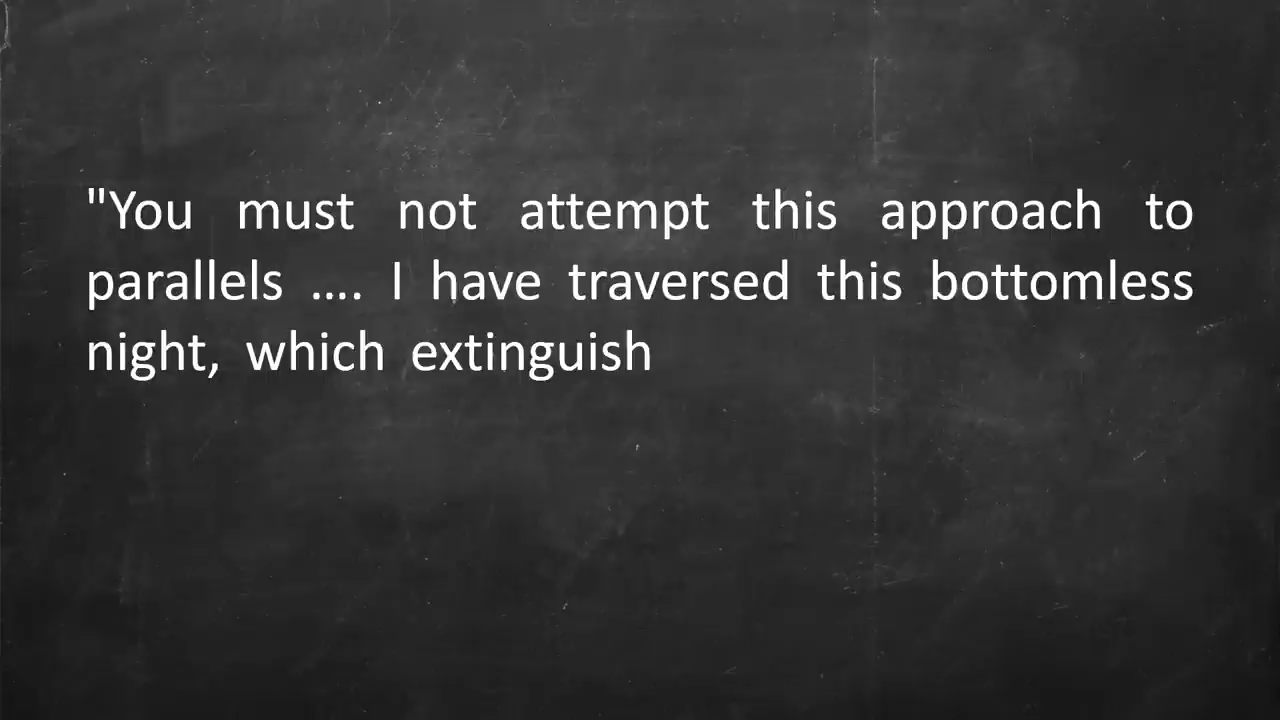 "You must not attempt this approach to
parallels .... I have traversed this bottomless
night, which extinguish